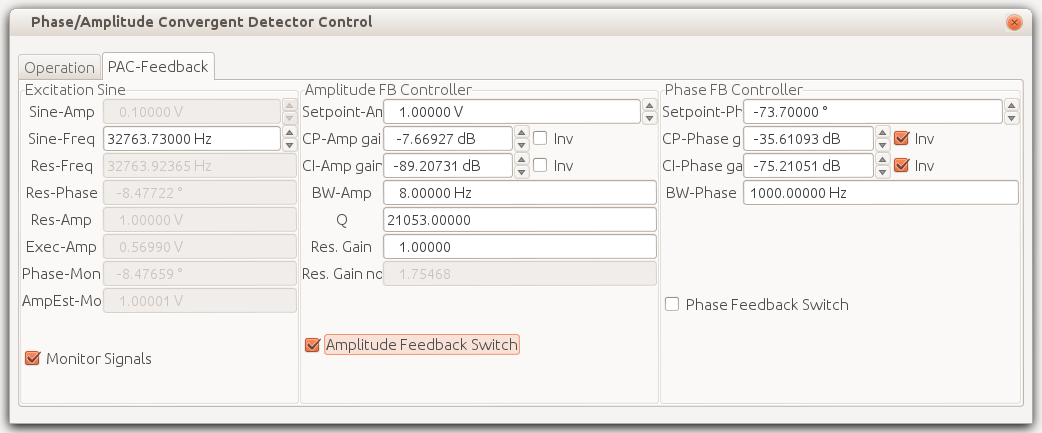 Phase/Amplitude Convergent Detector Control
Operation PAC-Feedback
Excitation Sine
Sine-Amp 0.10000 V
Sine-Freq 32763.73000 Hz
Res-Freq 32763.92365 Hz
Res-Phase -8.47722 °
Res-Amp 1.00000 V
Exec-Amp 0.56990 V
Phase-Mon -8.47659 °
AmpEst-Mo 1.00001 V
Monitor Signals
Amplitude FB Controller
Setpoint-Am 1.00000 V
CP-Amp gai -7.66927 dB Inv
CI-Amp gain -89.20731 dB Inv
BW-Amp 8.00000 Hz
Q 21053.00000
Res. Gain 1.00000
Res. Gain no 1.75468
Amplitude Feedback Switch
Phase FB Controller
Setpoint-Ph -73.70000 °
CP-Phase g -35.61093 dB Inv
CI-Phase ga -75.21051 dB Inv
BW-Phase 1000.00000 Hz
Phase Feedback Switch